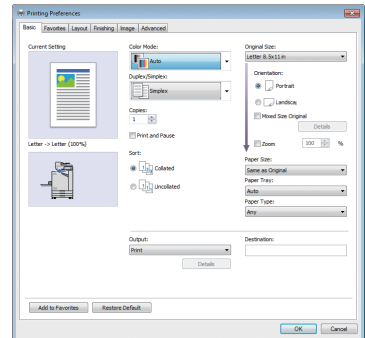 Printing Preferences
Basic Favorites Layout Finishing Image Advanced
Current Setting
Letter -> Letter (100%)
Color Mode:
Auto
Duplex/Simplex:
Simplex
Copies:
1
Print and Pause
Sort:
Collated
Uncollated
Original Size:
Letter 8.5x11 in
Orientation:
Portrait
Landscap
Mixed Size Original
Details
Zoom 100 %
Paper Size:
Same as Original
Paper Tray:
Auto
Paper Type:
Any
Output:
Print
Details
Destination:
Add to Favorites Restore Default
OK Cancel